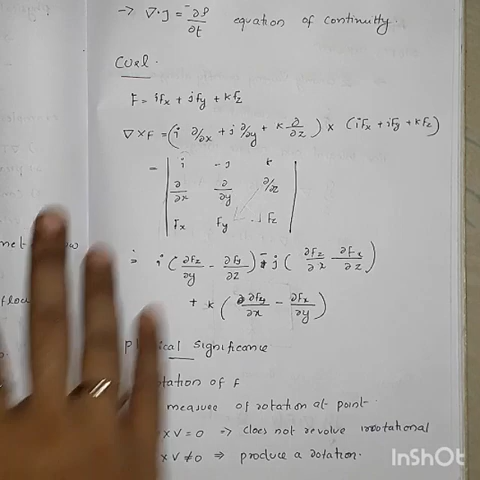 → ∇·J = -∂ρ/∂t equation of continuity.
Curl.
F = iFx + jFy + kFz
∇×F = (i ∂/∂x + j ∂/∂y + k ∂/∂z) × (iFx + jFy + kFz)
= | i -j k |
| ∂/∂x ∂/∂y ∂/∂z |
| Fx Fy Fz |
= i(∂Fz/∂y - ∂Fy/∂z) - j(∂Fz/∂x - ∂Fx/∂z)
+ k(∂Fy/∂x - ∂Fx/∂y)
Physical significance
otation of F
measure of rotation at point.
×V=0 → does not revolve irrotational
×V≠0 ⇒ produce a rotation.
InShOt